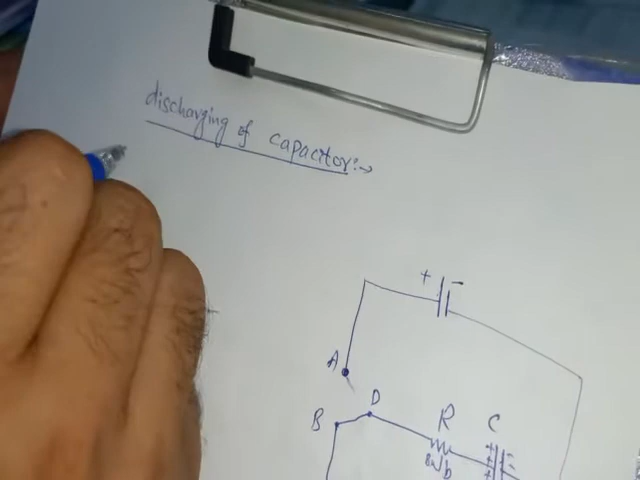 discharging of capacitor:→
+ -
A
D
B
R
C